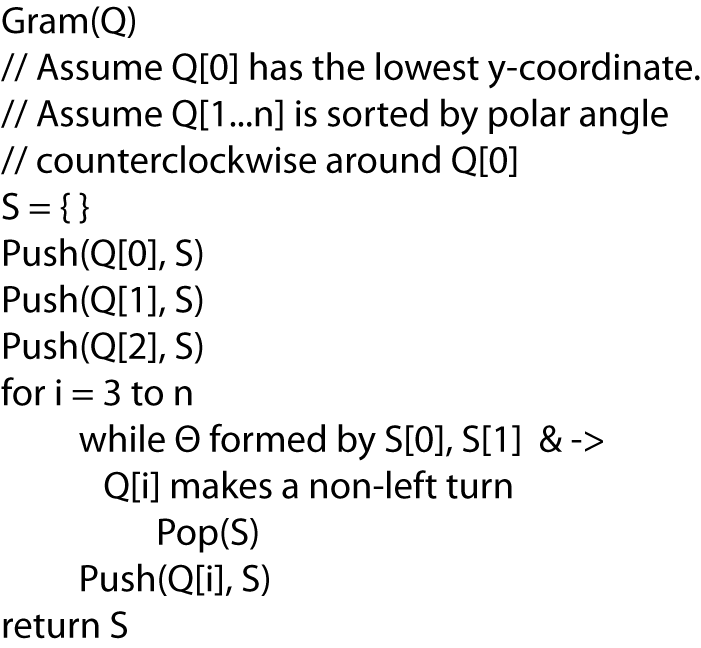 Gram(Q)
// Assume Q[0] has the lowest y-coordinate.
// Assume Q[1...n] is sorted by polar angle
// counterclockwise around Q[0]
S = { }
Push(Q[0], S)
Push(Q[1], S)
Push(Q[2], S)
for i = 3 to n
while Θ formed by S[0], S[1] & ->
Q[i] makes a non-left turn
Pop(S)
Push(Q[i], S)
return S